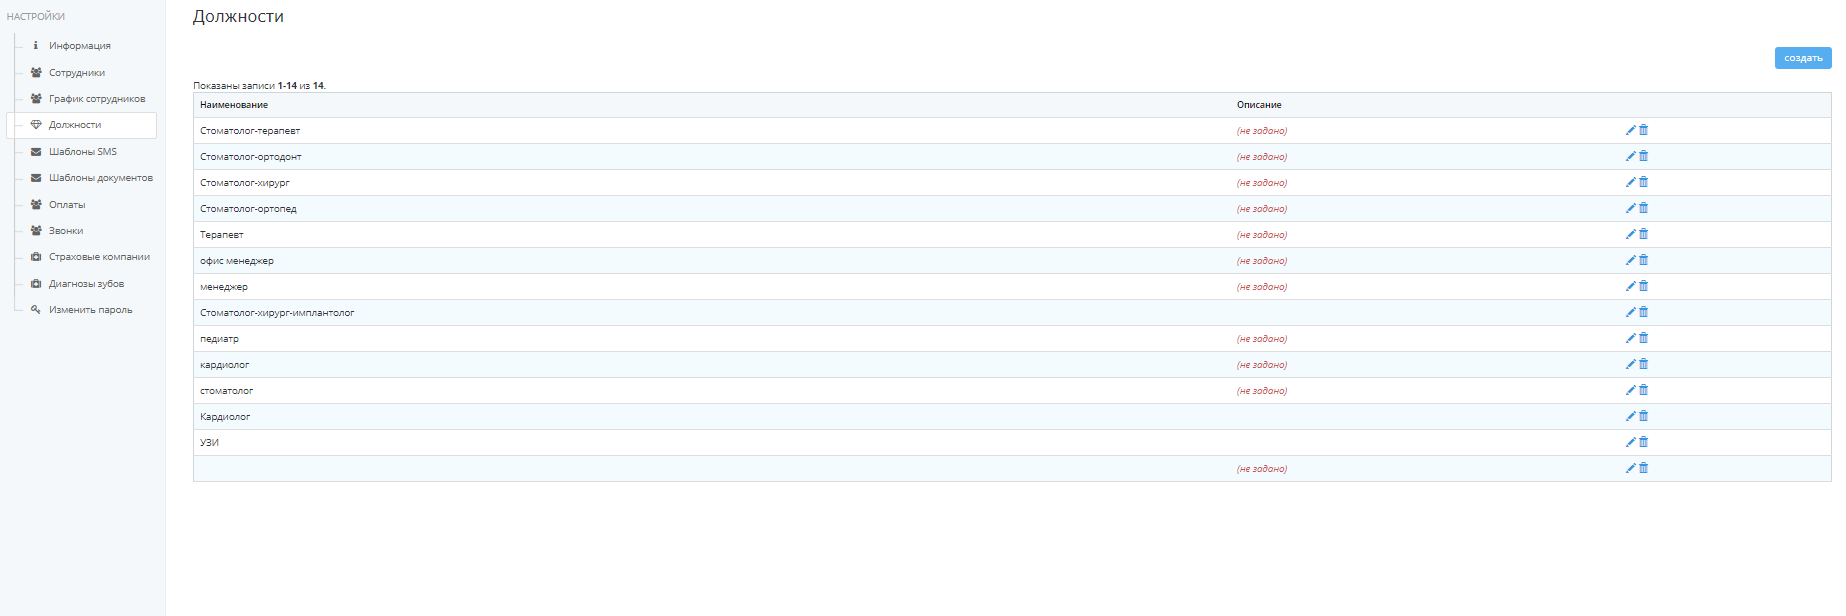 НАСТРОЙКИ
Информация
Сотрудники
График сотрудников
Должности
Шаблоны SMS
Шаблоны документов
Оплаты
Звонки
Страховые компании
Диагнозы зубов
Изменить пароль
Должности
создать
Показаны записи 1-14 из 14.
Наименование Описание
Стоматолог-терапевт (не задано)
Стоматолог-ортодонт (не задано)
Стоматолог-хирург (не задано)
Стоматолог-ортопед (не задано)
Терапевт (не задано)
офис менеджер (не задано)
менеджер (не задано)
Стоматолог-хирург-имплантолог
педиатр (не задано)
кардиолог (не задано)
стоматолог (не задано)
Кардиолог
УЗИ
(не задано)